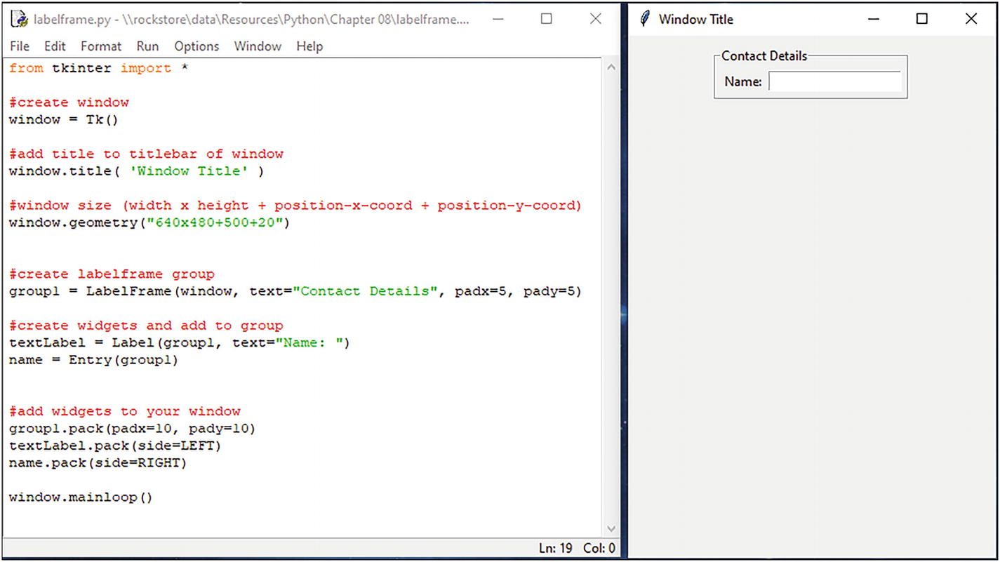 labelframe.py - \\rockstore\data\Resources\Python\Chapter 08\labelframe....
File Edit Format Run Options Window Help
from tkinter import *
#create window
window = Tk()
#add title to titlebar of window
window.title( 'Window Title' )
#window size (width x height + position-x-coord + position-y-coord)
window.geometry("640x480+500+20")
#create labelframe group
group1 = LabelFrame(window, text="Contact Details", padx=5, pady=5)
#create widgets and add to group
textLabel = Label(group1, text="Name: ")
name = Entry(group1)
#add widgets to your window
group1.pack(padx=10, pady=10)
textLabel.pack(side=LEFT)
name.pack(side=RIGHT)
window.mainloop()
Ln: 19 Col: 0
Window Title
Contact Details
Name: